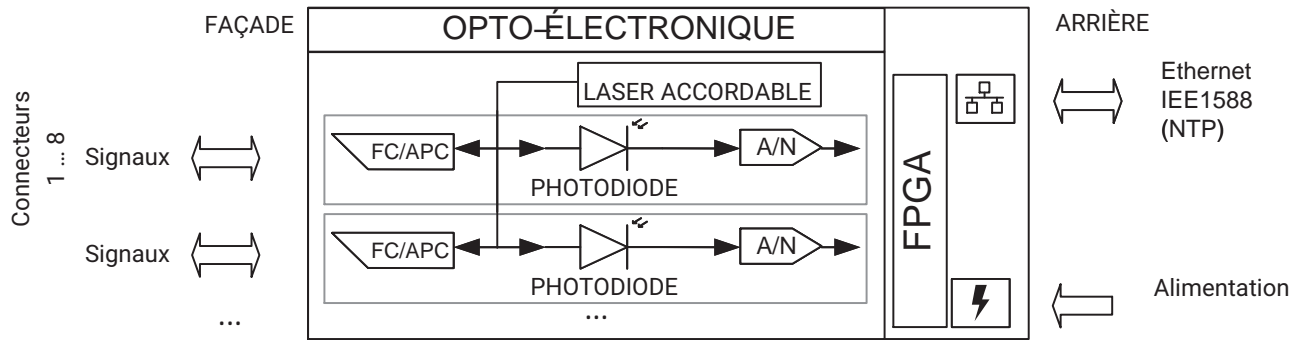 FAÇADE
OPTO–ÉLECTRONIQUE
ARRIÈRE
Connecteurs
1 ... 8
LASER ACCORDABLE
Signaux
FC/APC
A/N
PHOTODIODE
Signaux
FC/APC
A/N
PHOTODIODE
...
...
FPGA
Ethernet
IEE1588
(NTP)
Alimentation